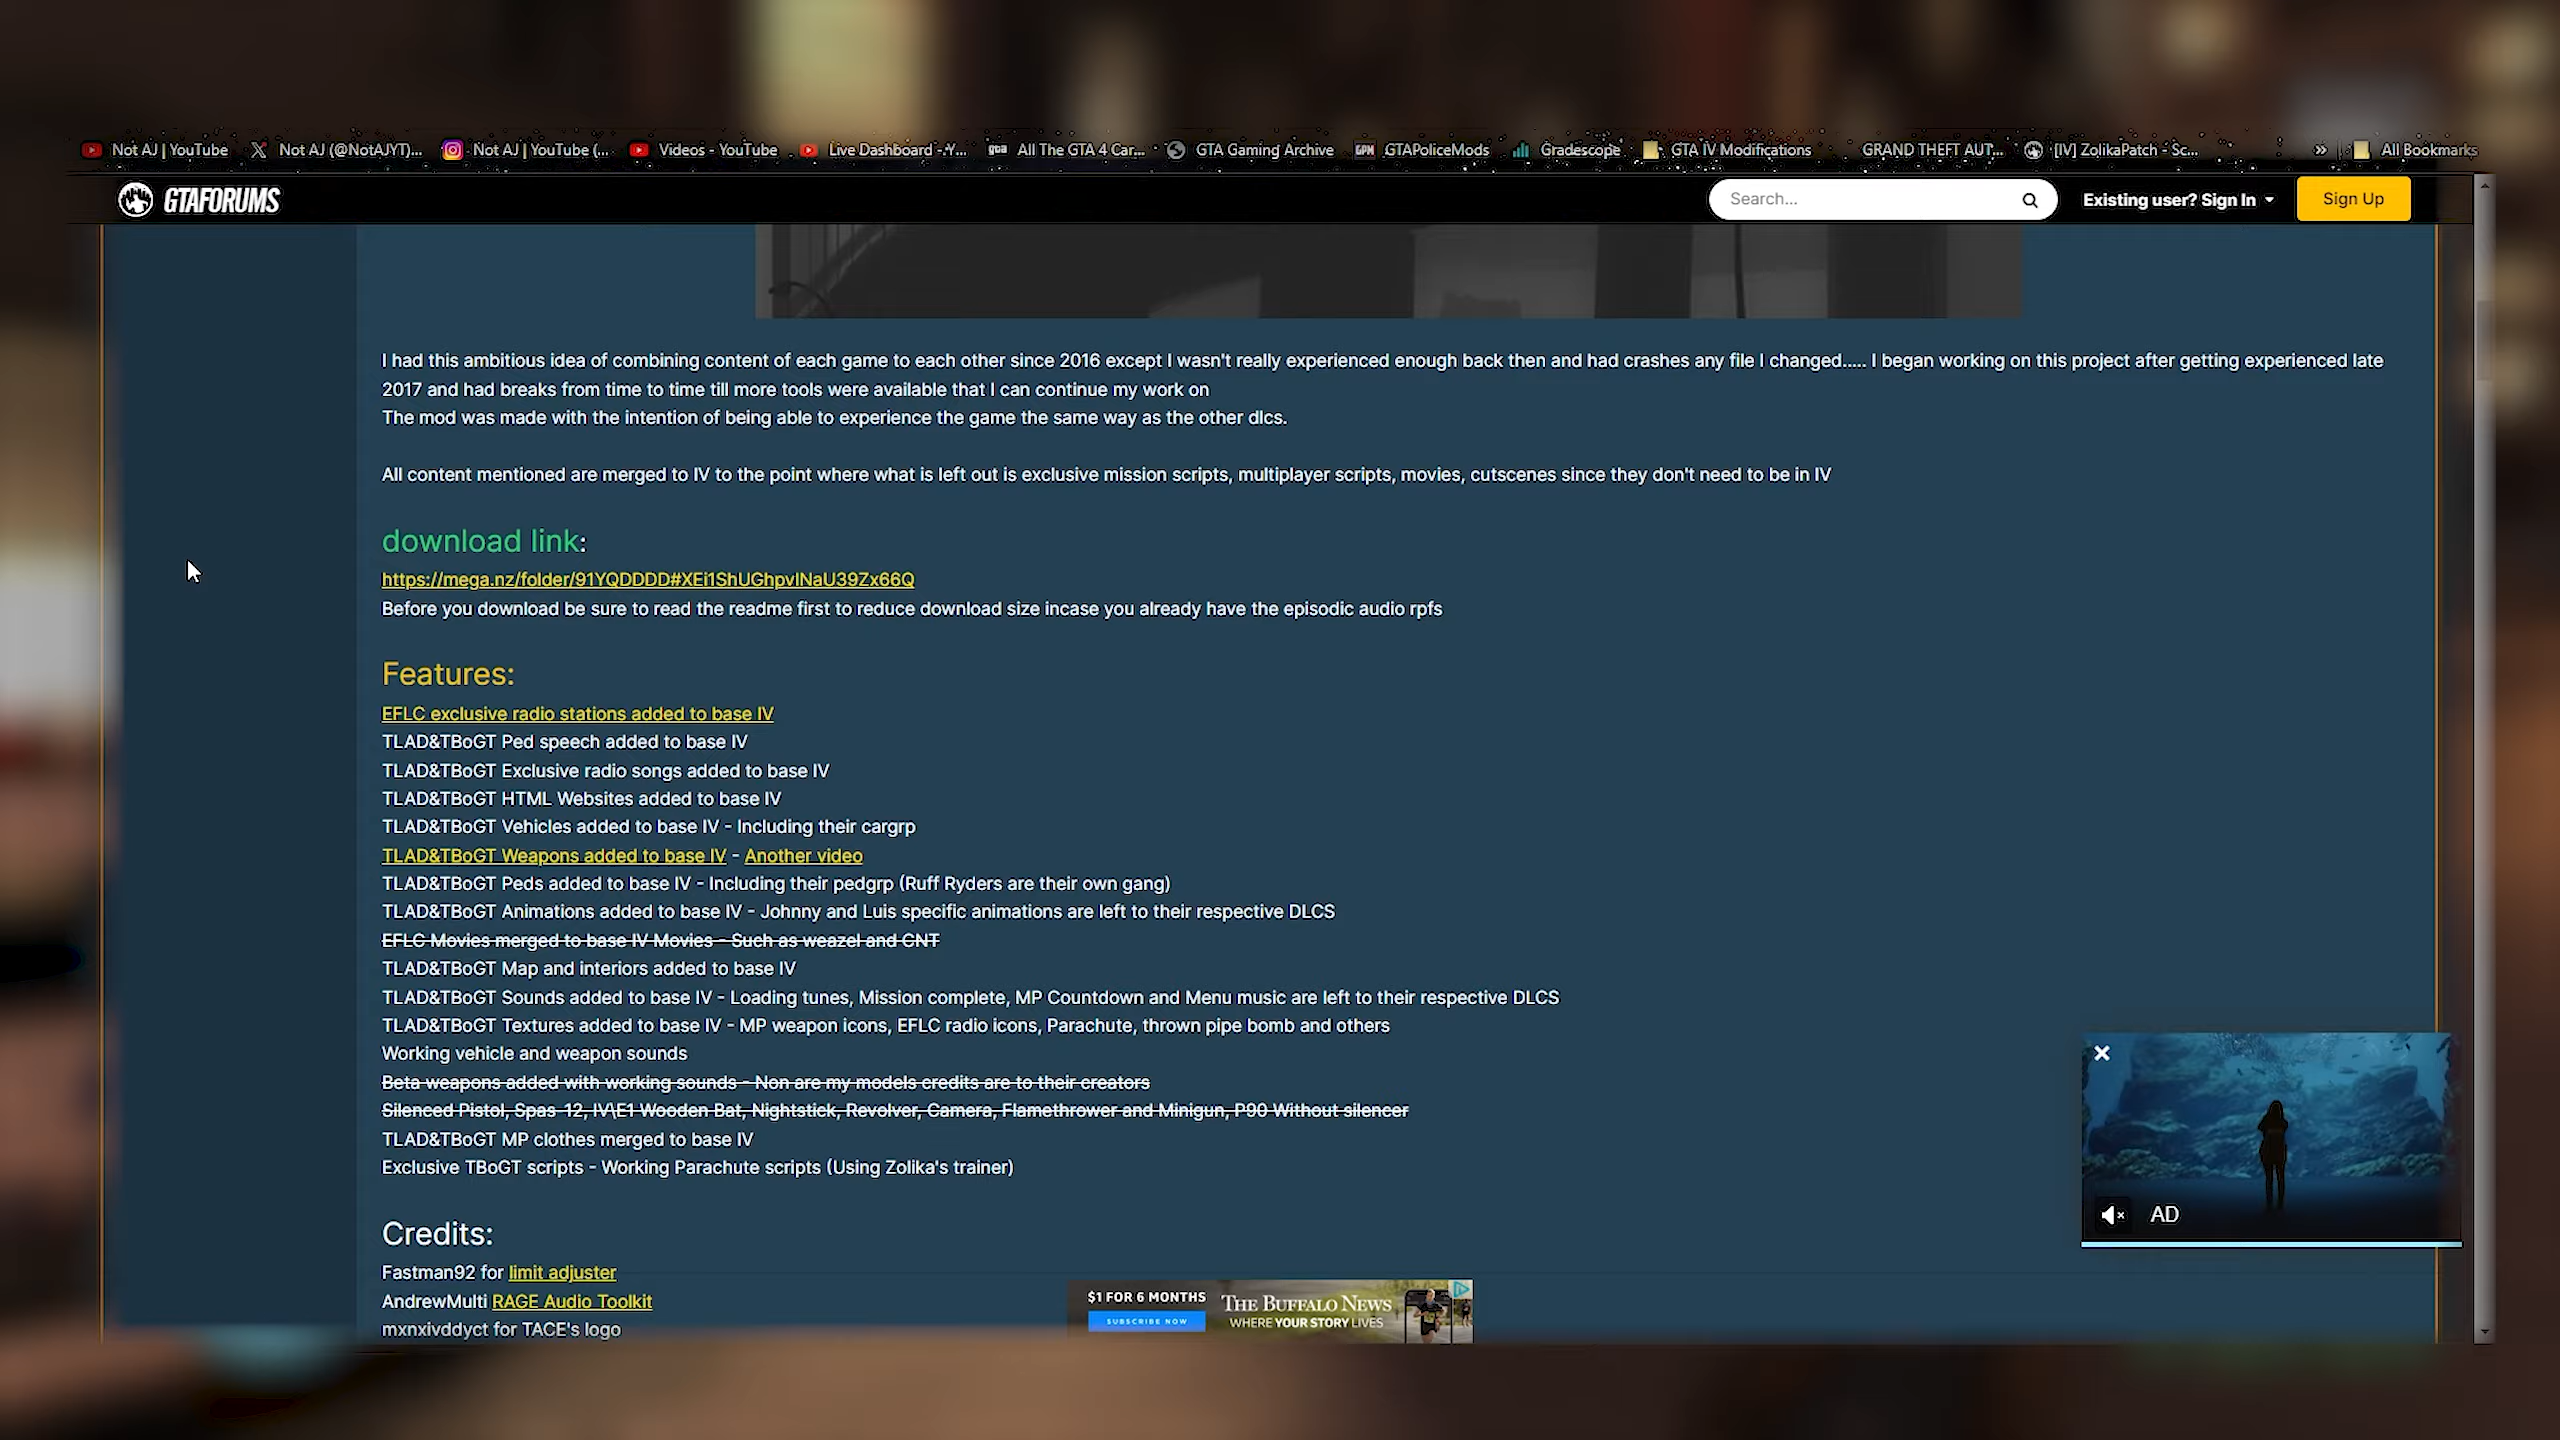 Not AJ | YouTube
Not AJ (@NotAJYT)...
Not AJ | YouTube (...
Videos - YouTube
Live Dashboard - Y...
All The GTA 4 Car...
GTA Gaming Archive
GTAPoliceMods
Gradescope
GTA IV Modifications
GRAND THEFT AUT...
[IV] ZolikaPatch - Sc...
»
All Bookmarks
GTAFORUMS
Search...
Existing user? Sign In
Sign Up
I had this ambitious idea of combining content of each game to each other since 2016 except I wasn't really experienced enough back then and had crashes any file I changed..... I began working on this project after getting experienced late
2017 and had breaks from time to time till more tools were available that I can continue my work on
The mod was made with the intention of being able to experience the game the same way as the other dlcs.
All content mentioned are merged to IV to the point where what is left out is exclusive mission scripts, multiplayer scripts, movies, cutscenes since they don't need to be in IV
download link:
https://mega.nz/folder/91YQDDDD#XEi1ShUGhpvINaU39Zx66Q
Before you download be sure to read the readme first to reduce download size incase you already have the episodic audio rpfs
Features:
EFLC exclusive radio stations added to base IV
TLAD&TBoGT Ped speech added to base IV
TLAD&TBoGT Exclusive radio songs added to base IV
TLAD&TBoGT HTML Websites added to base IV
TLAD&TBoGT Vehicles added to base IV - Including their cargrp
TLAD&TBoGT Weapons added to base IV - Another video
TLAD&TBoGT Peds added to base IV - Including their pedgrp (Ruff Ryders are their own gang)
TLAD&TBoGT Animations added to base IV - Johnny and Luis specific animations are left to their respective DLCS
EFLC Movies merged to base IV Movies - Such as weazel and CNT
TLAD&TBoGT Map and interiors added to base IV
TLAD&TBoGT Sounds added to base IV - Loading tunes, Mission complete, MP Countdown and Menu music are left to their respective DLCS
TLAD&TBoGT Textures added to base IV - MP weapon icons, EFLC radio icons, Parachute, thrown pipe bomb and others
Working vehicle and weapon sounds
Beta weapons added with working sounds - Non are my models credits are to their creators
Silenced Pistol, Spas-12, IV\E1 Wooden Bat, Nightstick, Revolver, Camera, Flamethrower and Minigun, P90 Without silencer
TLAD&TBoGT MP clothes merged to base IV
Exclusive TBoGT scripts - Working Parachute scripts (Using Zolika's trainer)
AD
Credits:
Fastman92 for limit adjuster
AndrewMulti RAGE Audio Toolkit
mxnxivddyct for TACE's logo
$1 FOR 6 MONTHS
SUBSCRIBE NOW
THE BUFFALO NEWS
WHERE YOUR STORY LIVES